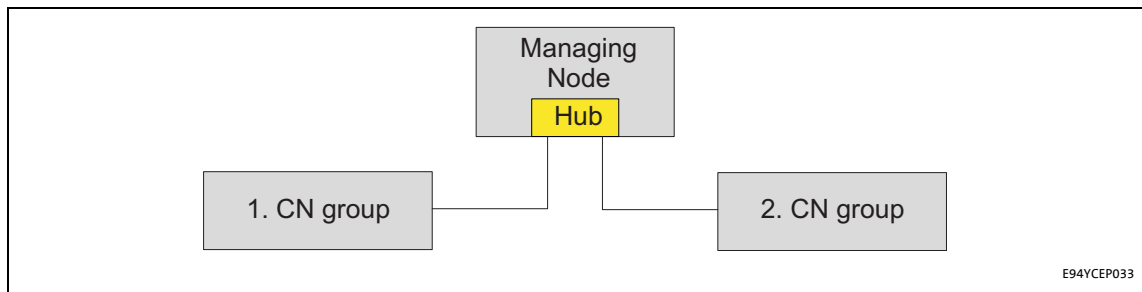 Managing
Node
Hub
1. CN group
2. CN group
E94YCEP033